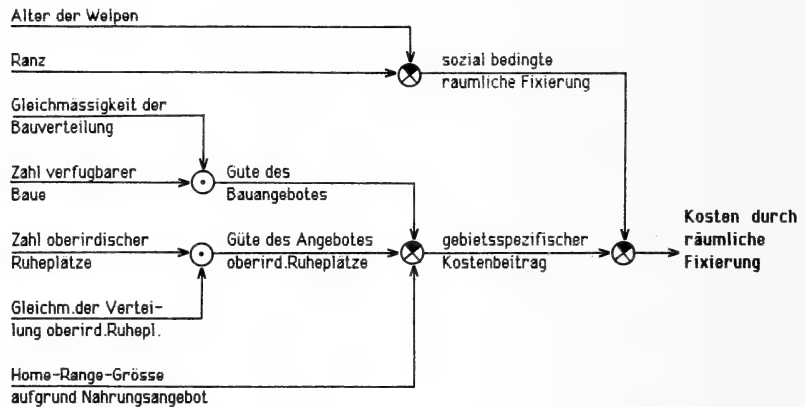 Alter der Welpen
Ranz
sozial bedingte
räumliche Fixierung
Gleichmässigkeit der
Bauverteilung
Zahl verfugbarer
Baue
Gute des
Bauangebotes
Zahl oberirdischer
Ruheplätze
Güte des Angebotes
oberird.Ruheplätze
gebietsspezifischer
Kostenbeitrag
Kosten durch
räumliche
Fixierung
Gleichm.der Vertei-
lung oberird.Ruhepl.
Home-Range-Grösse
aufgrund Nahrungsangebot